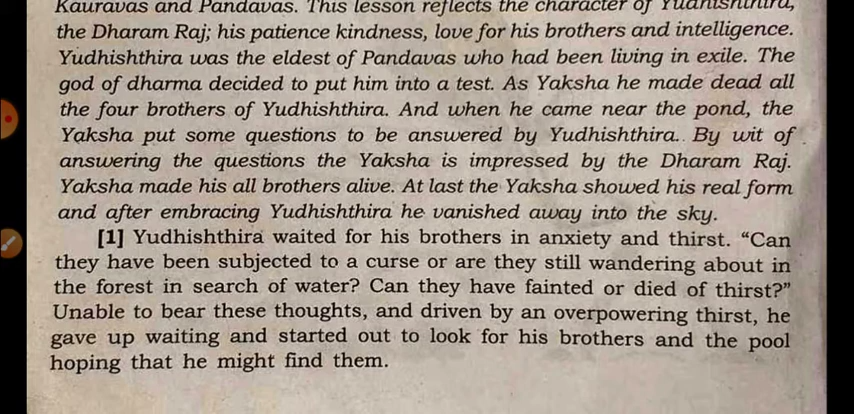 Kauravas and Pandavas. This lesson reflects the character of Yudhishthira,
the Dharam Raj; his patience kindness, love for his brothers and intelligence.
Yudhishthira was the eldest of Pandavas who had been living in exile. The
god of dharma decided to put him into a test. As Yaksha he made dead all
the four brothers of Yudhishthira. And when he came near the pond, the
Yaksha put some questions to be answered by Yudhishthira. By wit of
answering the questions the Yaksha is impressed by the Dharam Raj.
Yaksha made his all brothers alive. At last the Yaksha showed his real form
and after embracing Yudhishthira he vanished away into the sky.
[1] Yudhishthira waited for his brothers in anxiety and thirst. “Can
they have been subjected to a curse or are they still wandering about in
the forest in search of water? Can they have fainted or died of thirst?”
Unable to bear these thoughts, and driven by an overpowering thirst, he
gave up waiting and started out to look for his brothers and the pool
hoping that he might find them.